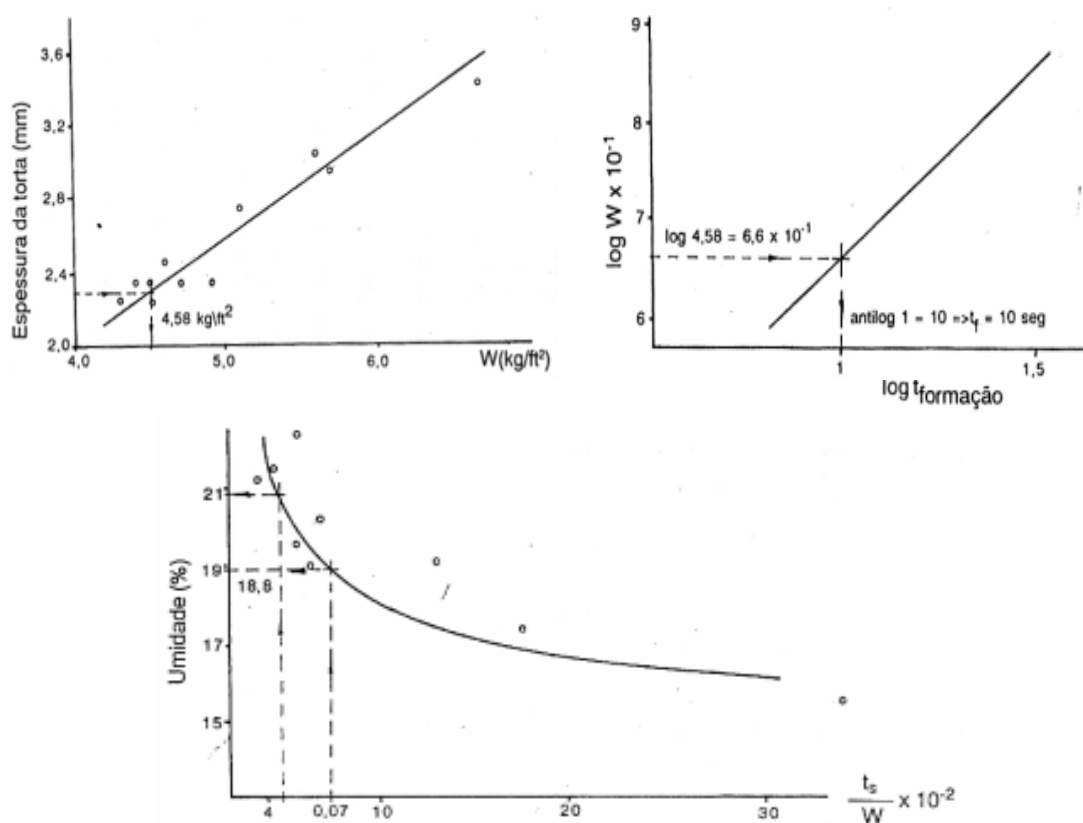 Espessura da torta (mm)
3,6
3,2
2,8
2,4
2,0
4,58 kg\ft²
4,0
5,0
6,0
W(kg/ft²)
log W x 10⁻¹
9
8
7
6
log 4,58 = 6,6 x 10⁻¹
antilog 1 = 10 =>t_f = 10 seg
1
1,5
log t_formação
Umidade (%)
21
19
18,8
17
15
4
0,07
10
20
30
t_s
W
x 10⁻²